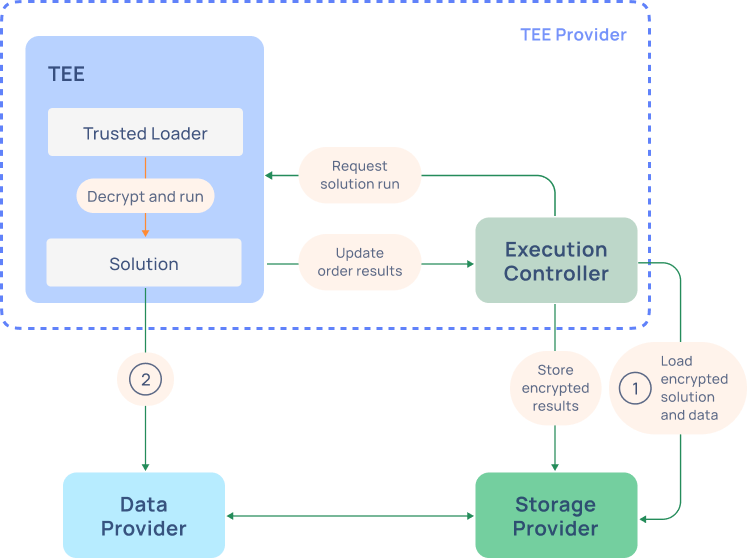 TEE Provider
TEE
Trusted Loader
Decrypt and run
Solution
Request
solution run
Update
order results
Execution
Controller
2
Store
encrypted
results
1
Load
encrypted
solution
and data
Data
Provider
Storage
Provider